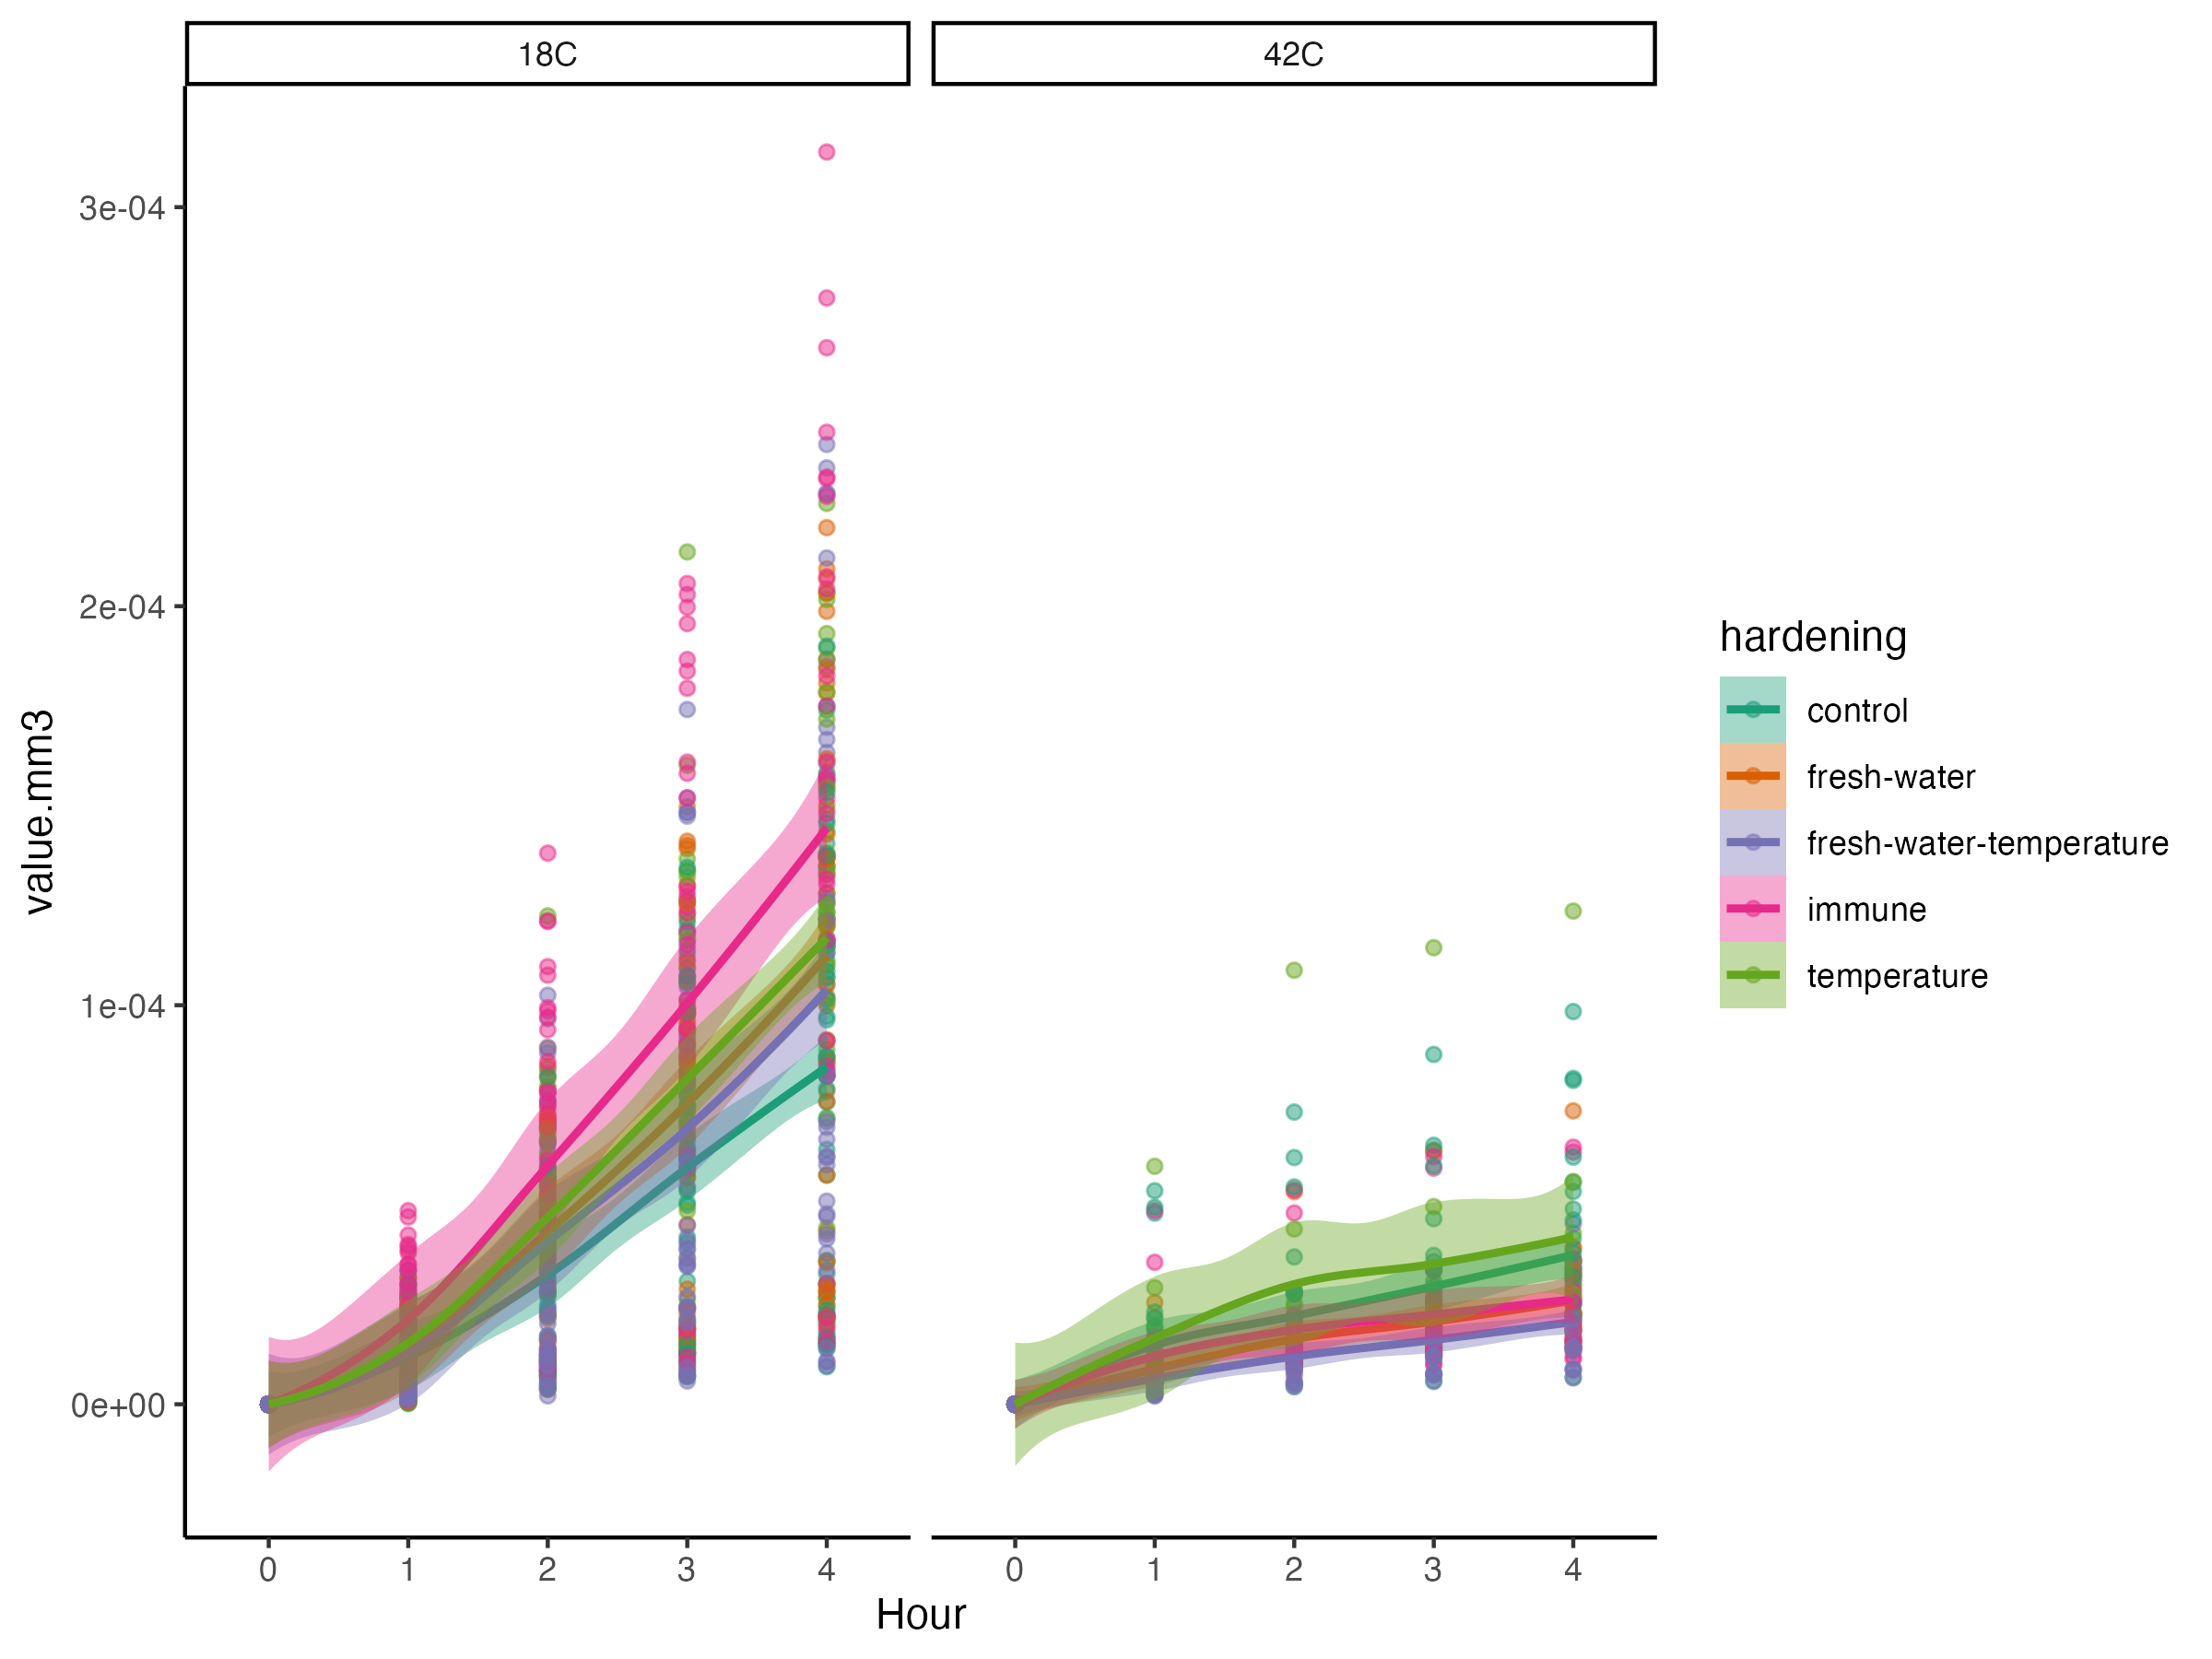 18C
42C
3e-04
2e-04
1e-04
0e+00
value.mm3
0 1 2 3 4
0 1 2 3 4
Hour
hardening
control
fresh-water
fresh-water-temperature
immune
temperature